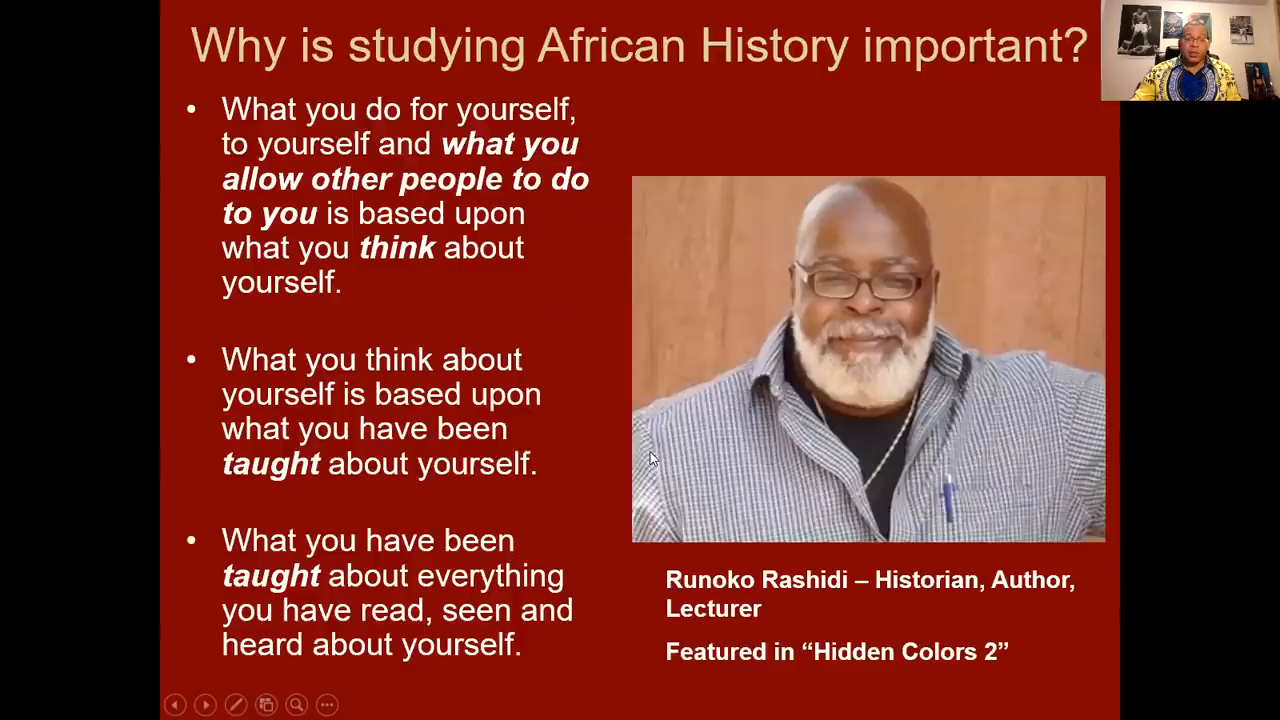 Why is studying African History important?
• What you do for yourself,
to yourself and what you
allow other people to do
to you is based upon
what you think about
yourself.
• What you think about
yourself is based upon
what you have been
taught about yourself.
• What you have been
taught about everything
you have read, seen and
heard about yourself.
Runoko Rashidi – Historian, Author,
Lecturer
Featured in “Hidden Colors 2”